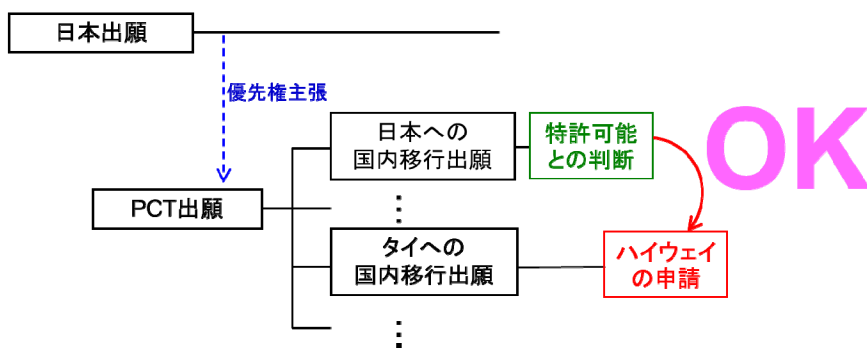 日本出願
優先権主張
日本への
国内移行出願
特許可能
との判断
OK
PCT出願
⋮
タイへの
国内移行出願
ハイウェイ
の申請
⋮